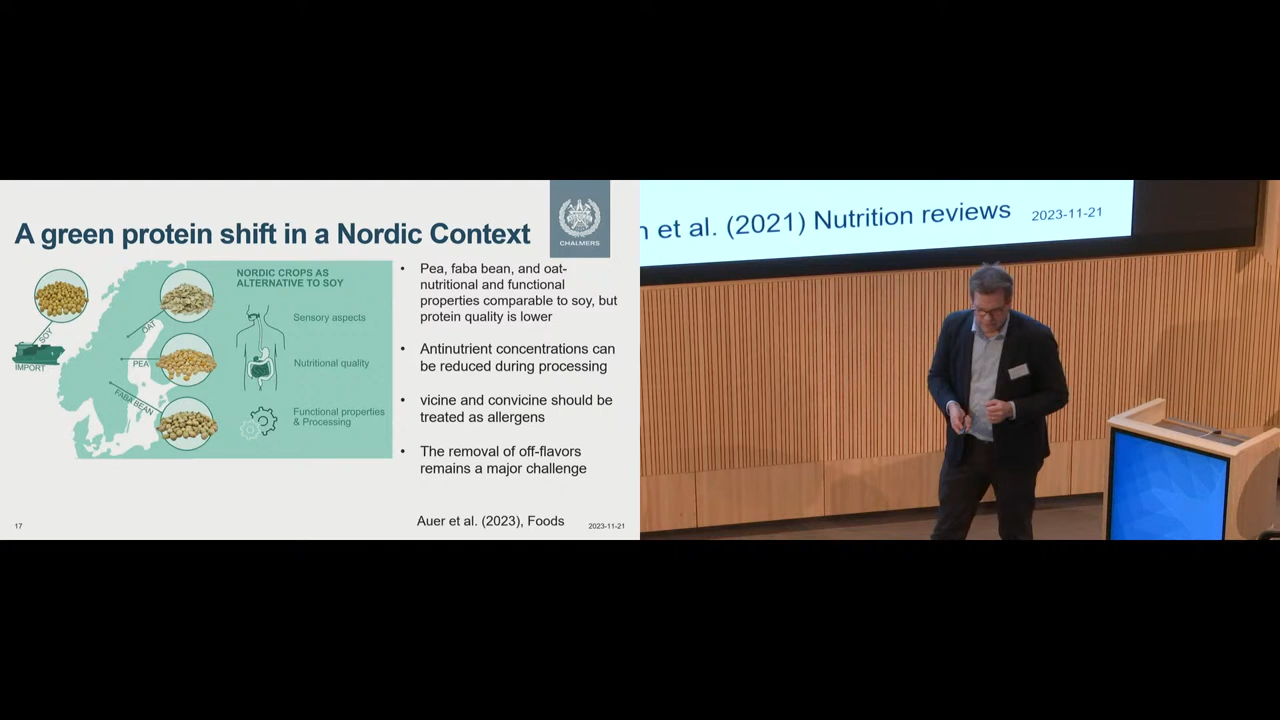 A green protein shift in a Nordic Context
CHALMERS
SOY
IMPORT
OAT
PEA
FABA BEAN
NORDIC CROPS AS
ALTERNATIVE TO SOY
Sensory aspects
Nutritional quality
Functional properties
& Processing
• Pea, faba bean, and oat-
nutritional and functional
properties comparable to soy, but
protein quality is lower
• Antinutrient concentrations can
be reduced during processing
• vicine and convicine should be
treated as allergens
• The removal of off-flavors
remains a major challenge
Auer et al. (2023), Foods
17
2023-11-21
et al. (2021) Nutrition reviews
2023-11-21